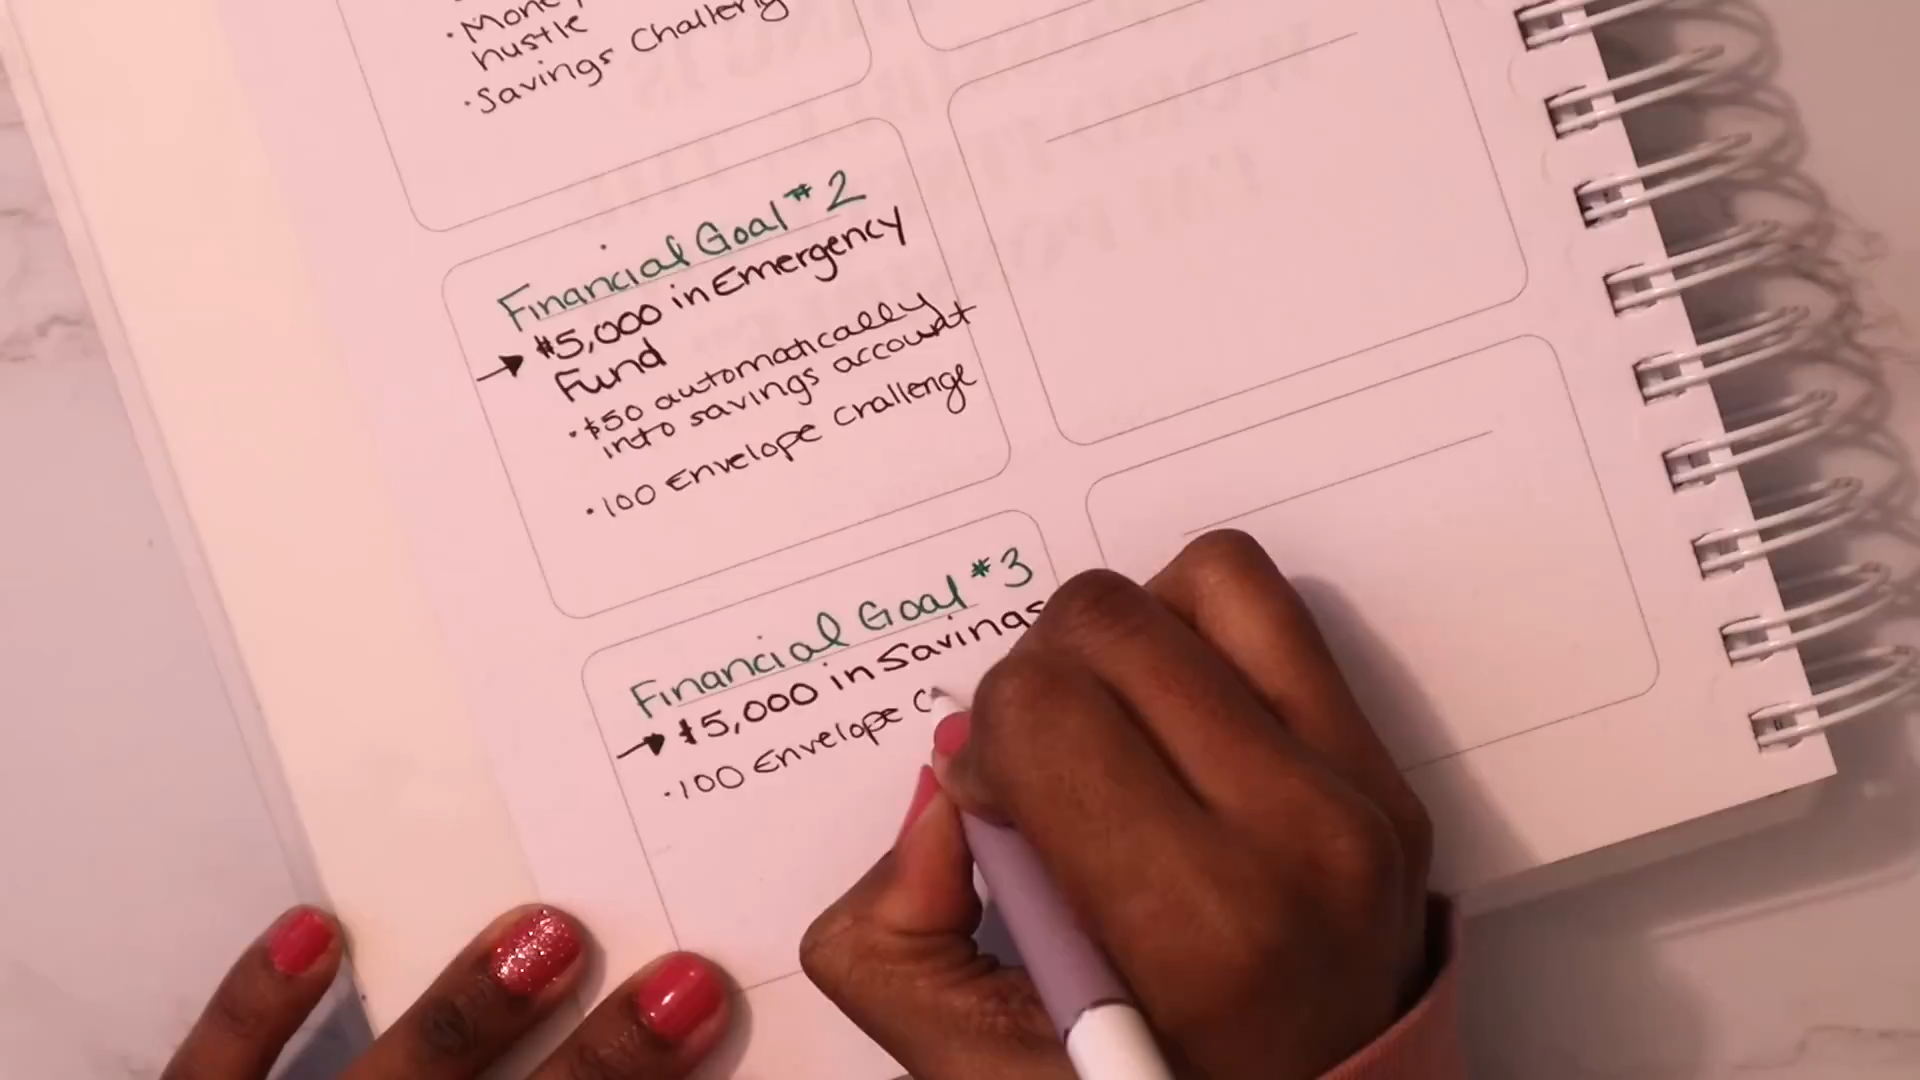 hustle
·Savings Challeng
Financial Goal #2
$5,000 in Emergency
Fund
·$50 automatically
into savings account
·100 Envelope Challenge
Financial Goal #3
$5,000 in Savings
·100 Envelope C